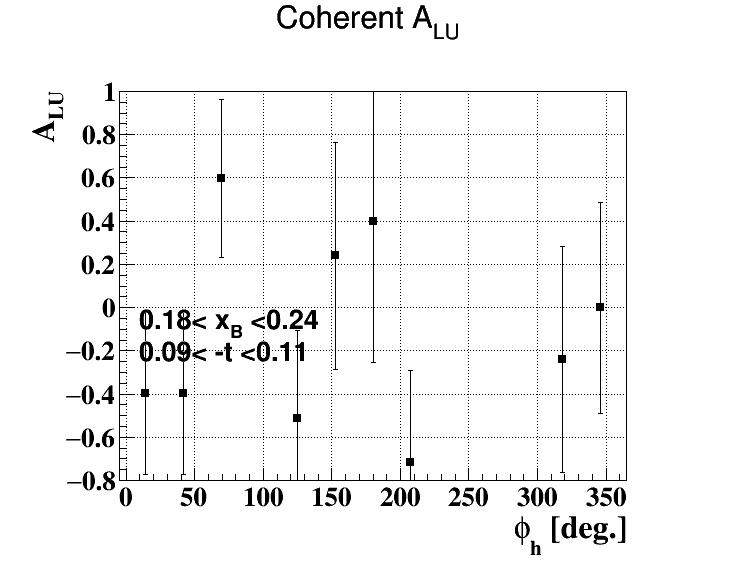 Coherent A_LU
A_LU
1
0.8
0.6
0.4
0.2
0
−0.2
−0.4
−0.6
−0.8
0.18< x_B <0.24
0.09< -t <0.11
0 50 100 150 200 250 300 350
ϕ_h [deg.]